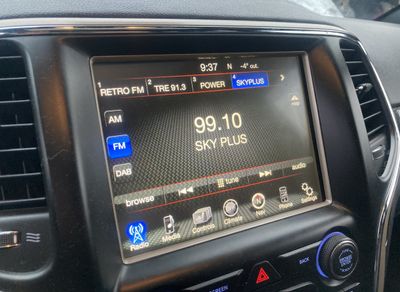 9:37 N -4° out.
1 RETRO FM 2 TRE 91.3 3 POWER 4 SKYPLUS
AM
99.10
FM
SKY PLUS
DAB
browse tune audio
Radio Media Controls Climate Nav Phone Settings
SCREEN BACK